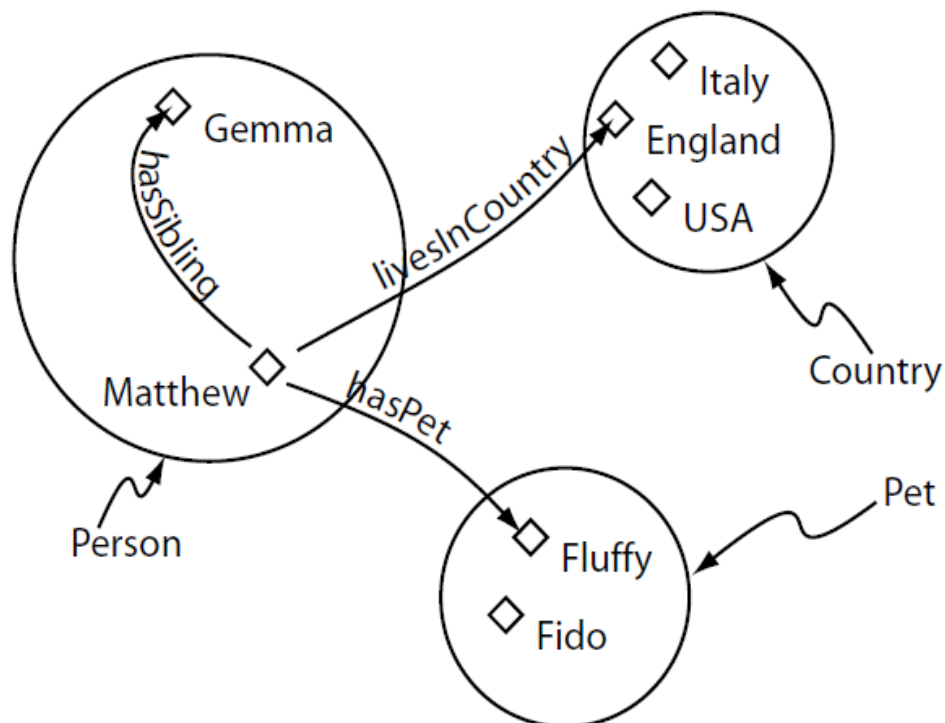 Italy
Gemma
England
hasSibling
livesInCountry
USA
Country
Matthew
hasPet
Pet
Person
Fluffy
Fido